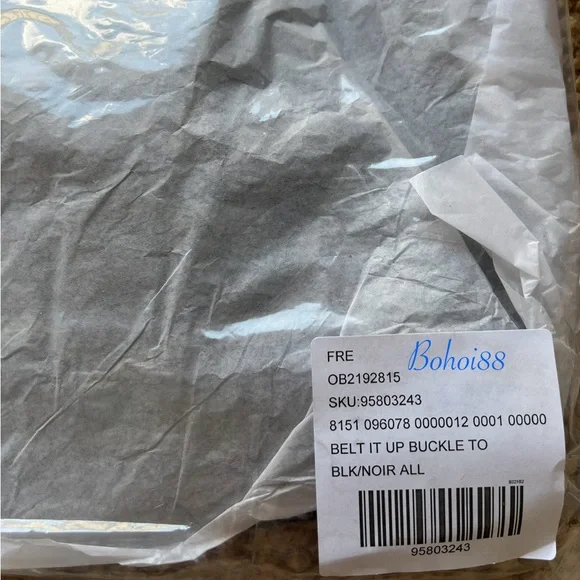 FRE
Bohoi88
OB2192815
SKU:95803243
8151 096078 0000012 0001 00000
BELT IT UP BUCKLE TO
BLK/NOIR ALL
95803243